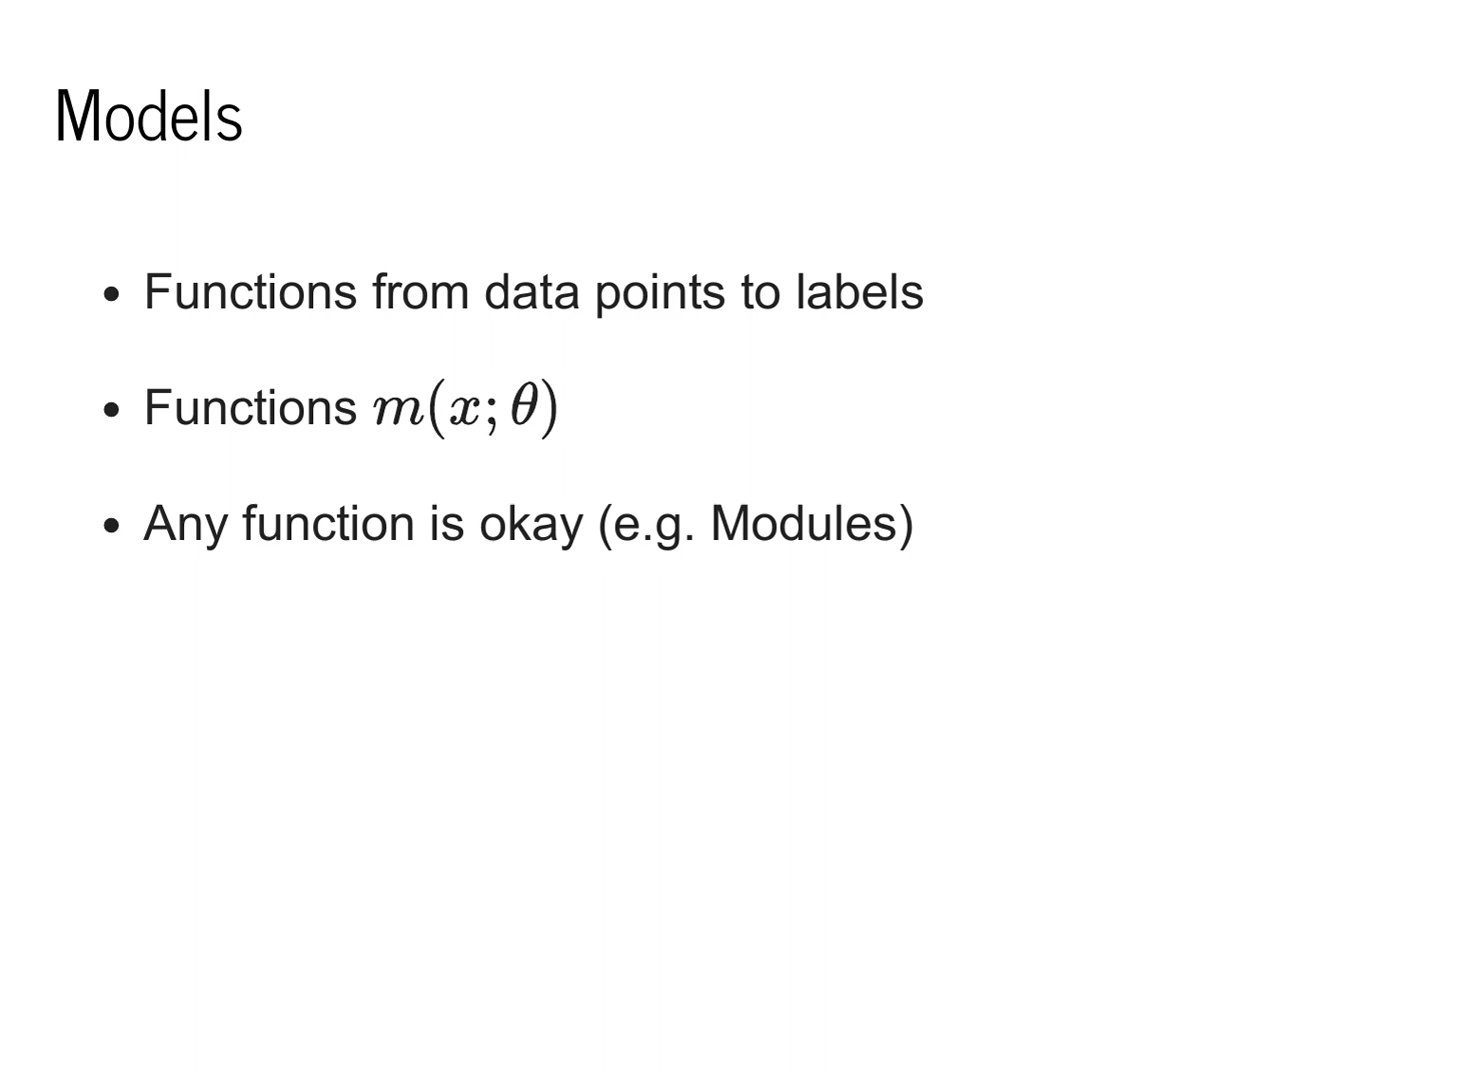 Models
• Functions from data points to labels
• Functions m(x; θ)
• Any function is okay (e.g. Modules)